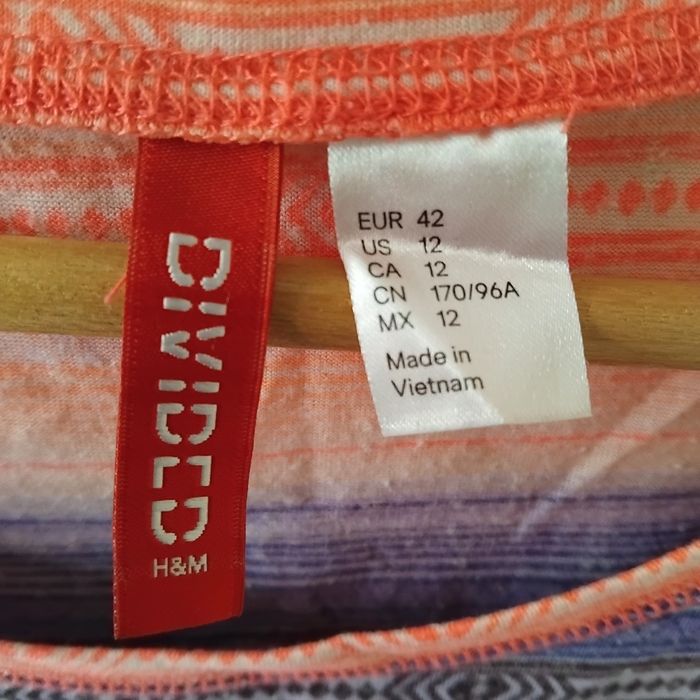 DIVIDED
H&M
EUR 42
US 12
CA 12
CN 170/96A
MX 12
Made in
Vietnam